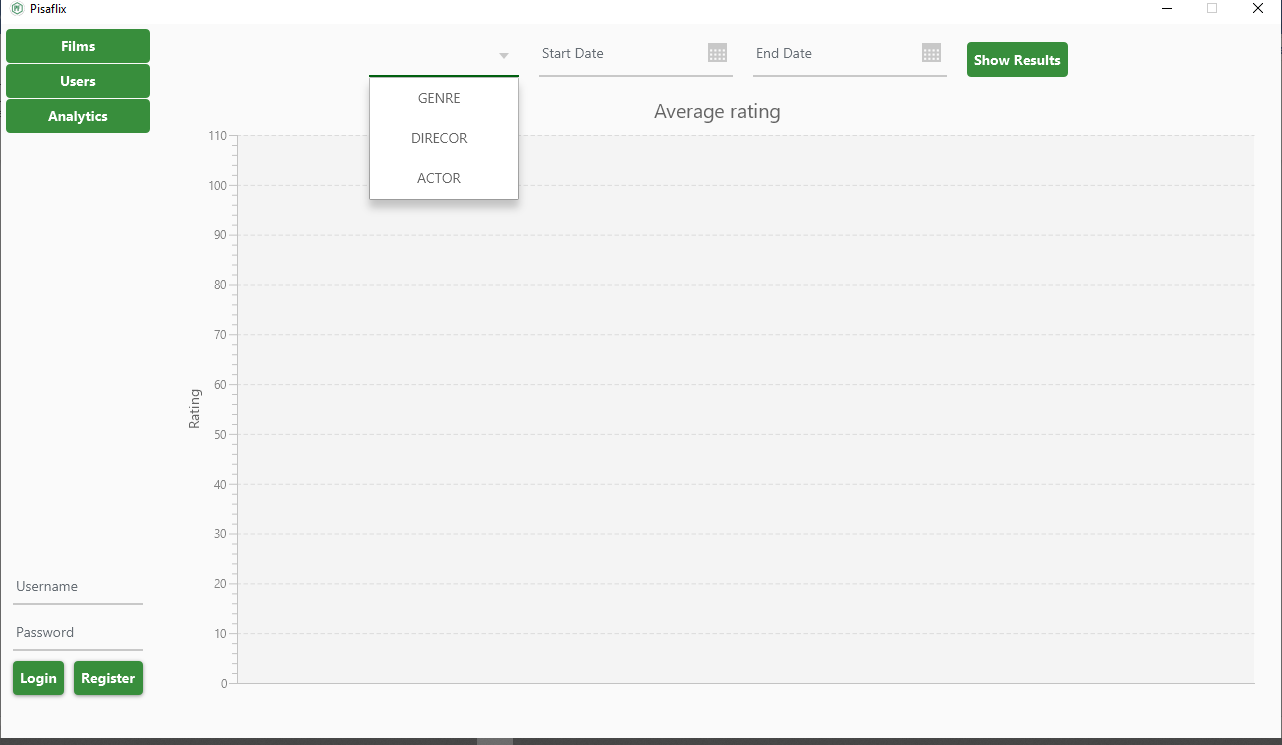 Pisaflix
Films
Users
Analytics
Start Date
End Date
Show Results
GENRE
DIRECOR
ACTOR
Average rating
110
100
90
80
70
60
50
40
30
20
10
0
Rating
Username
Password
Login Register